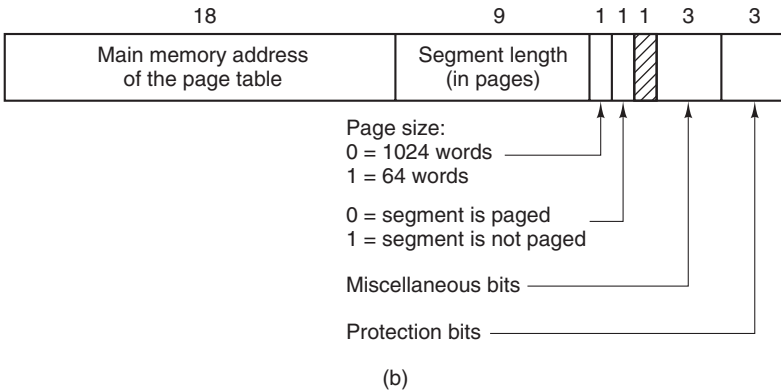 18 9 1 1 1 3 3
Main memory address
of the page table
Segment length
(in pages)
Page size:
0 = 1024 words
1 = 64 words
0 = segment is paged
1 = segment is not paged
Miscellaneous bits
Protection bits
(b)